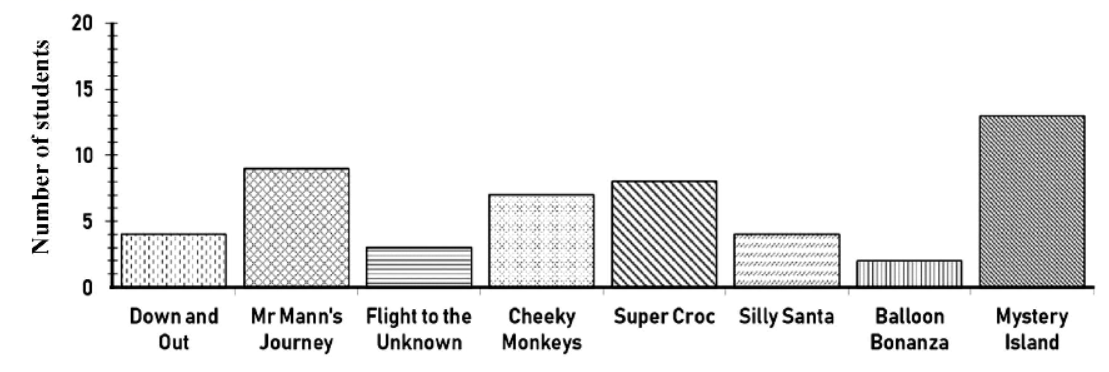 Number of students
20
15
10
5
0
Down and
Out
Mr Mann's
Journey
Flight to the
Unknown
Cheeky
Monkeys
Super Croc
Silly Santa
Balloon
Bonanza
Mystery
Island